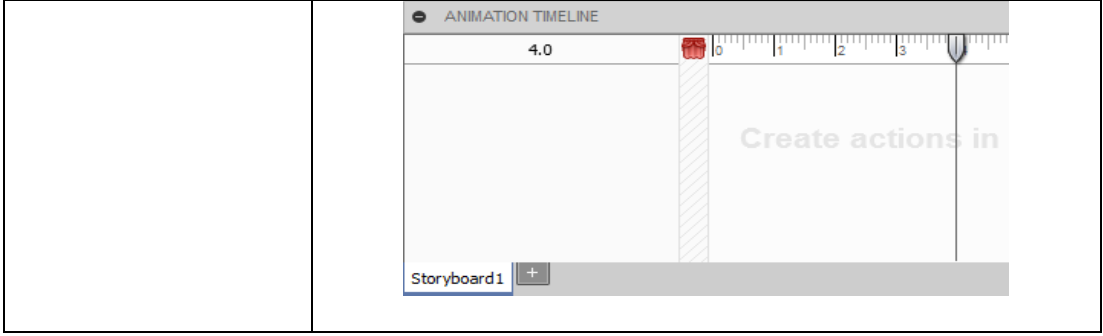 ANIMATION TIMELINE
4.0
0 1 2 3
Create actions in
Storyboard1 +